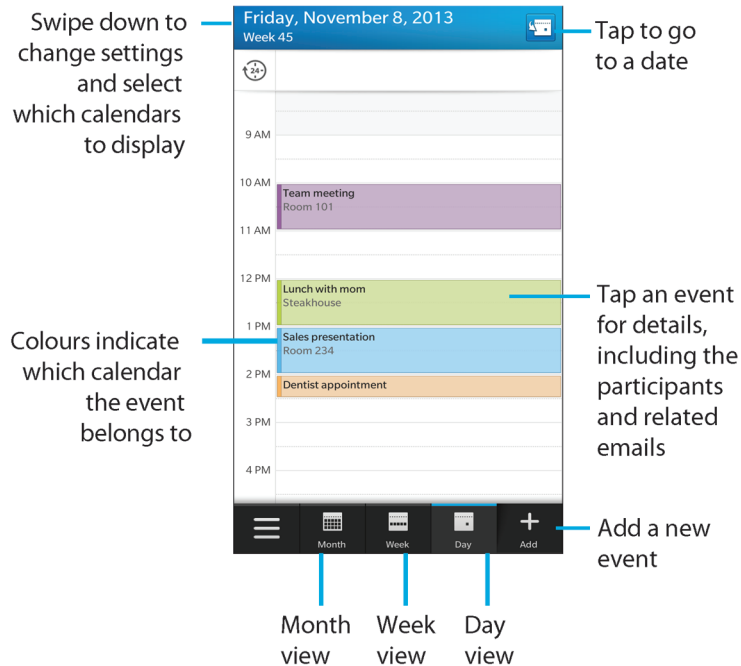 Swipe down to
change settings
and select
which calendars
to display
Friday, November 8, 2013
Week 45
Tap to go
to a date
24
9 AM
10 AM
Team meeting
Room 101
11 AM
12 PM
Lunch with mom
Steakhouse
Tap an event
for details,
including the
participants
and related
emails
1 PM
Sales presentation
Room 234
Colours indicate
which calendar
the event
belongs to
2 PM
Dentist appointment
3 PM
4 PM
Month
Week
Day
Add
Add a new
event
Month
view
Week
view
Day
view